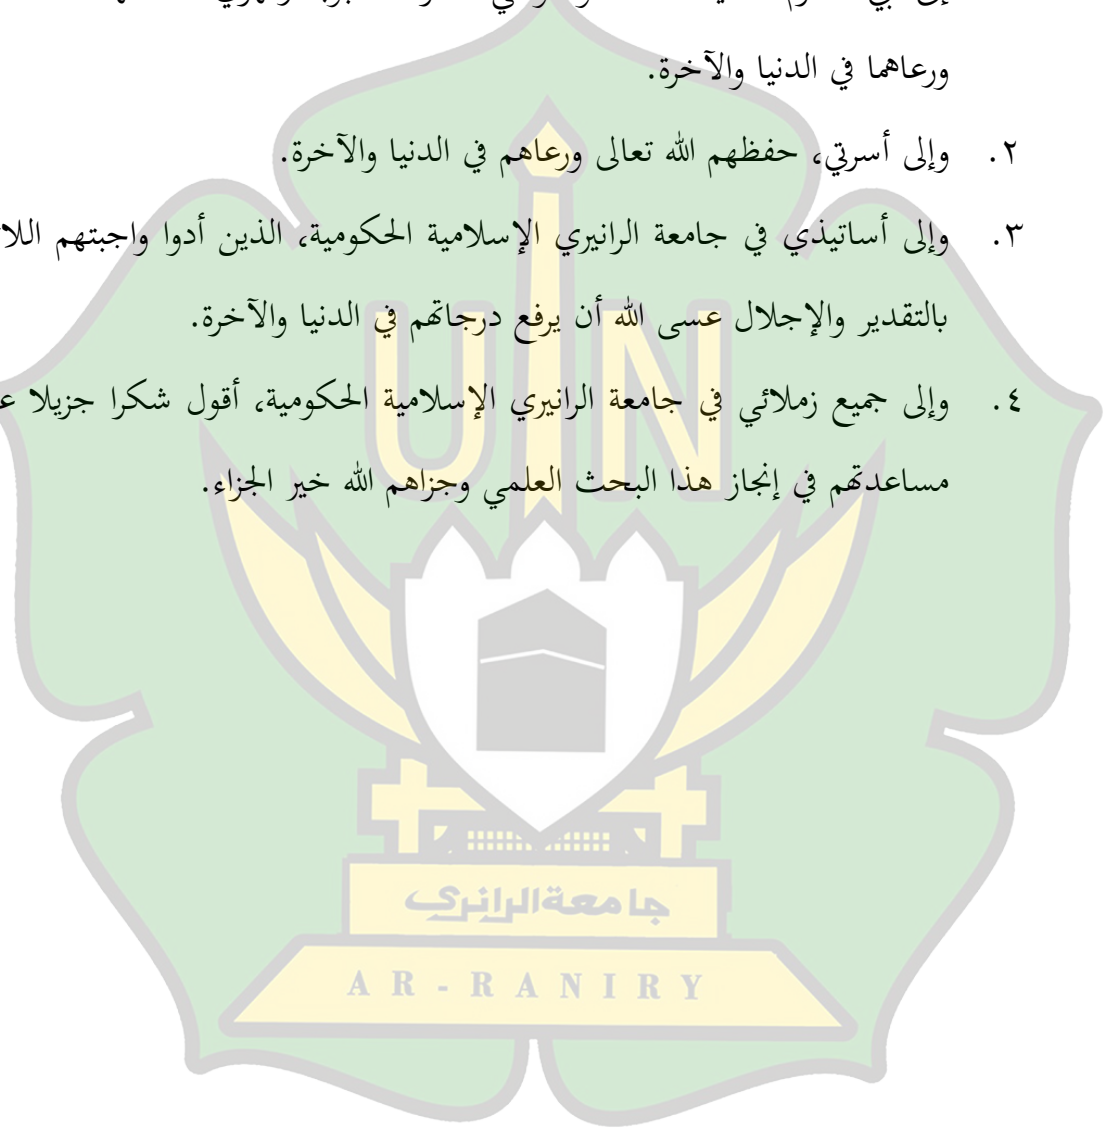 ورعاهما في الدنيا والآخرة.
٢. وإلى أسرتي، حفظهم الله تعالى ورعاهم في الدنيا والآخرة.
٣. وإلى أساتيذي في جامعة الرانيري الإسلامية الحكومية، الذين أدوا واجبتهم
بالتقدير والإجلال عسى الله أن يرفع درجاتهم في الدنيا والآخرة.
٤. وإلى جميع زملائي في جامعة الرانيري الإسلامية الحكومية، أقول شكرا جزيلا
مساعدتهم في إنجاز هذا البحث العلمي وجزاهم الله خير الجزاء.
UIN
جامعة الرانري
AR-RANIRY